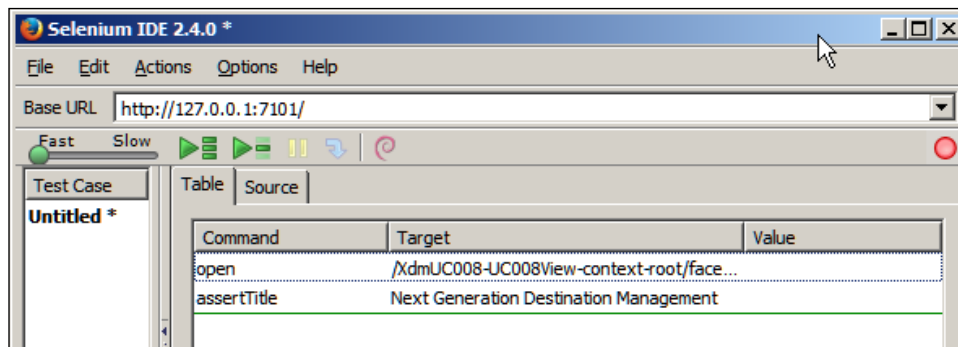 Selenium IDE 2.4.0 *
File Edit Actions Options Help
Base URL http://127.0.0.1:7101/
Fast Slow
Test Case Table Source
Untitled *
Command Target Value
open /XdmUC008-UC008View-context-root/face...
assertTitle Next Generation Destination Management